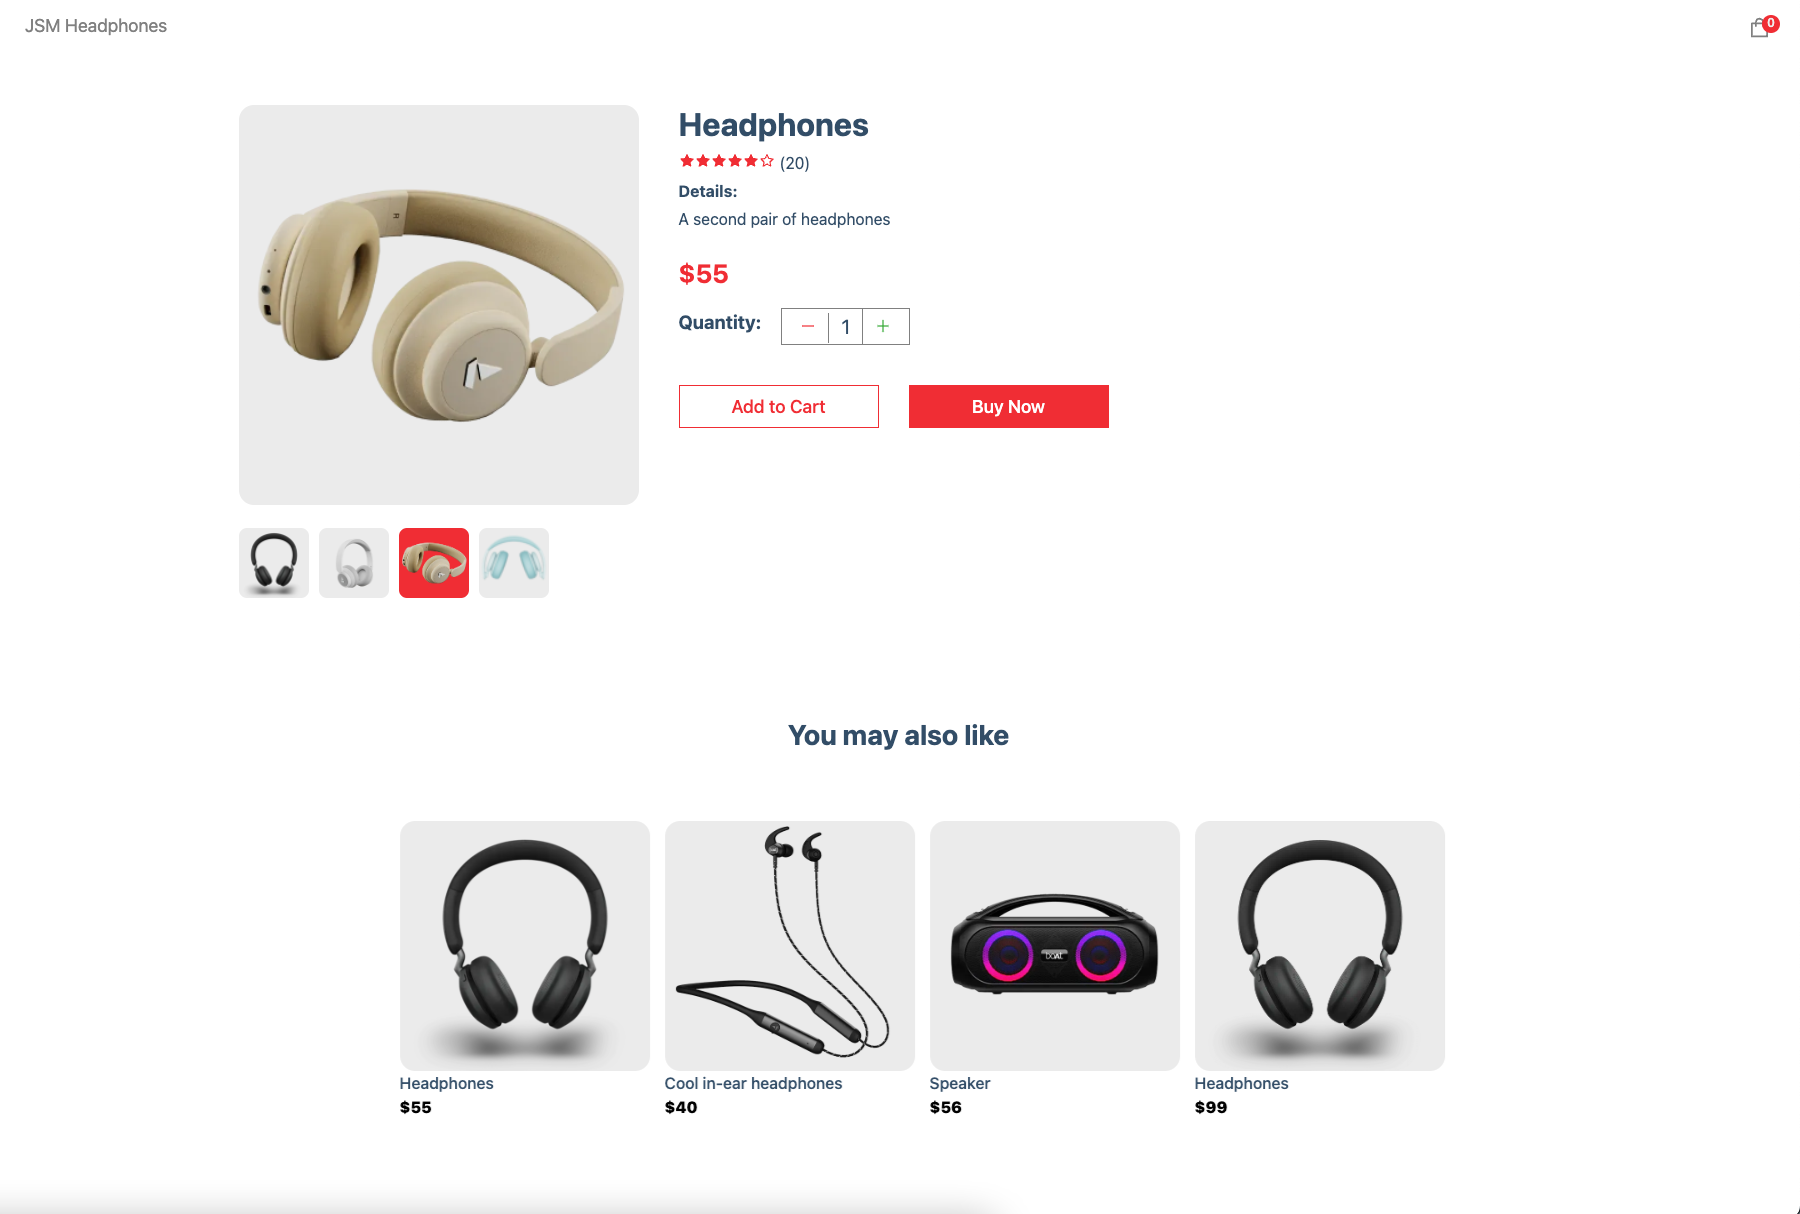 JSM Headphones
0
Headphones
(20)
Details:
A second pair of headphones
$55
Quantity: − 1 +
Add to Cart Buy Now
You may also like
Headphones
$55
Cool in-ear headphones
$40
Speaker
$56
Headphones
$99